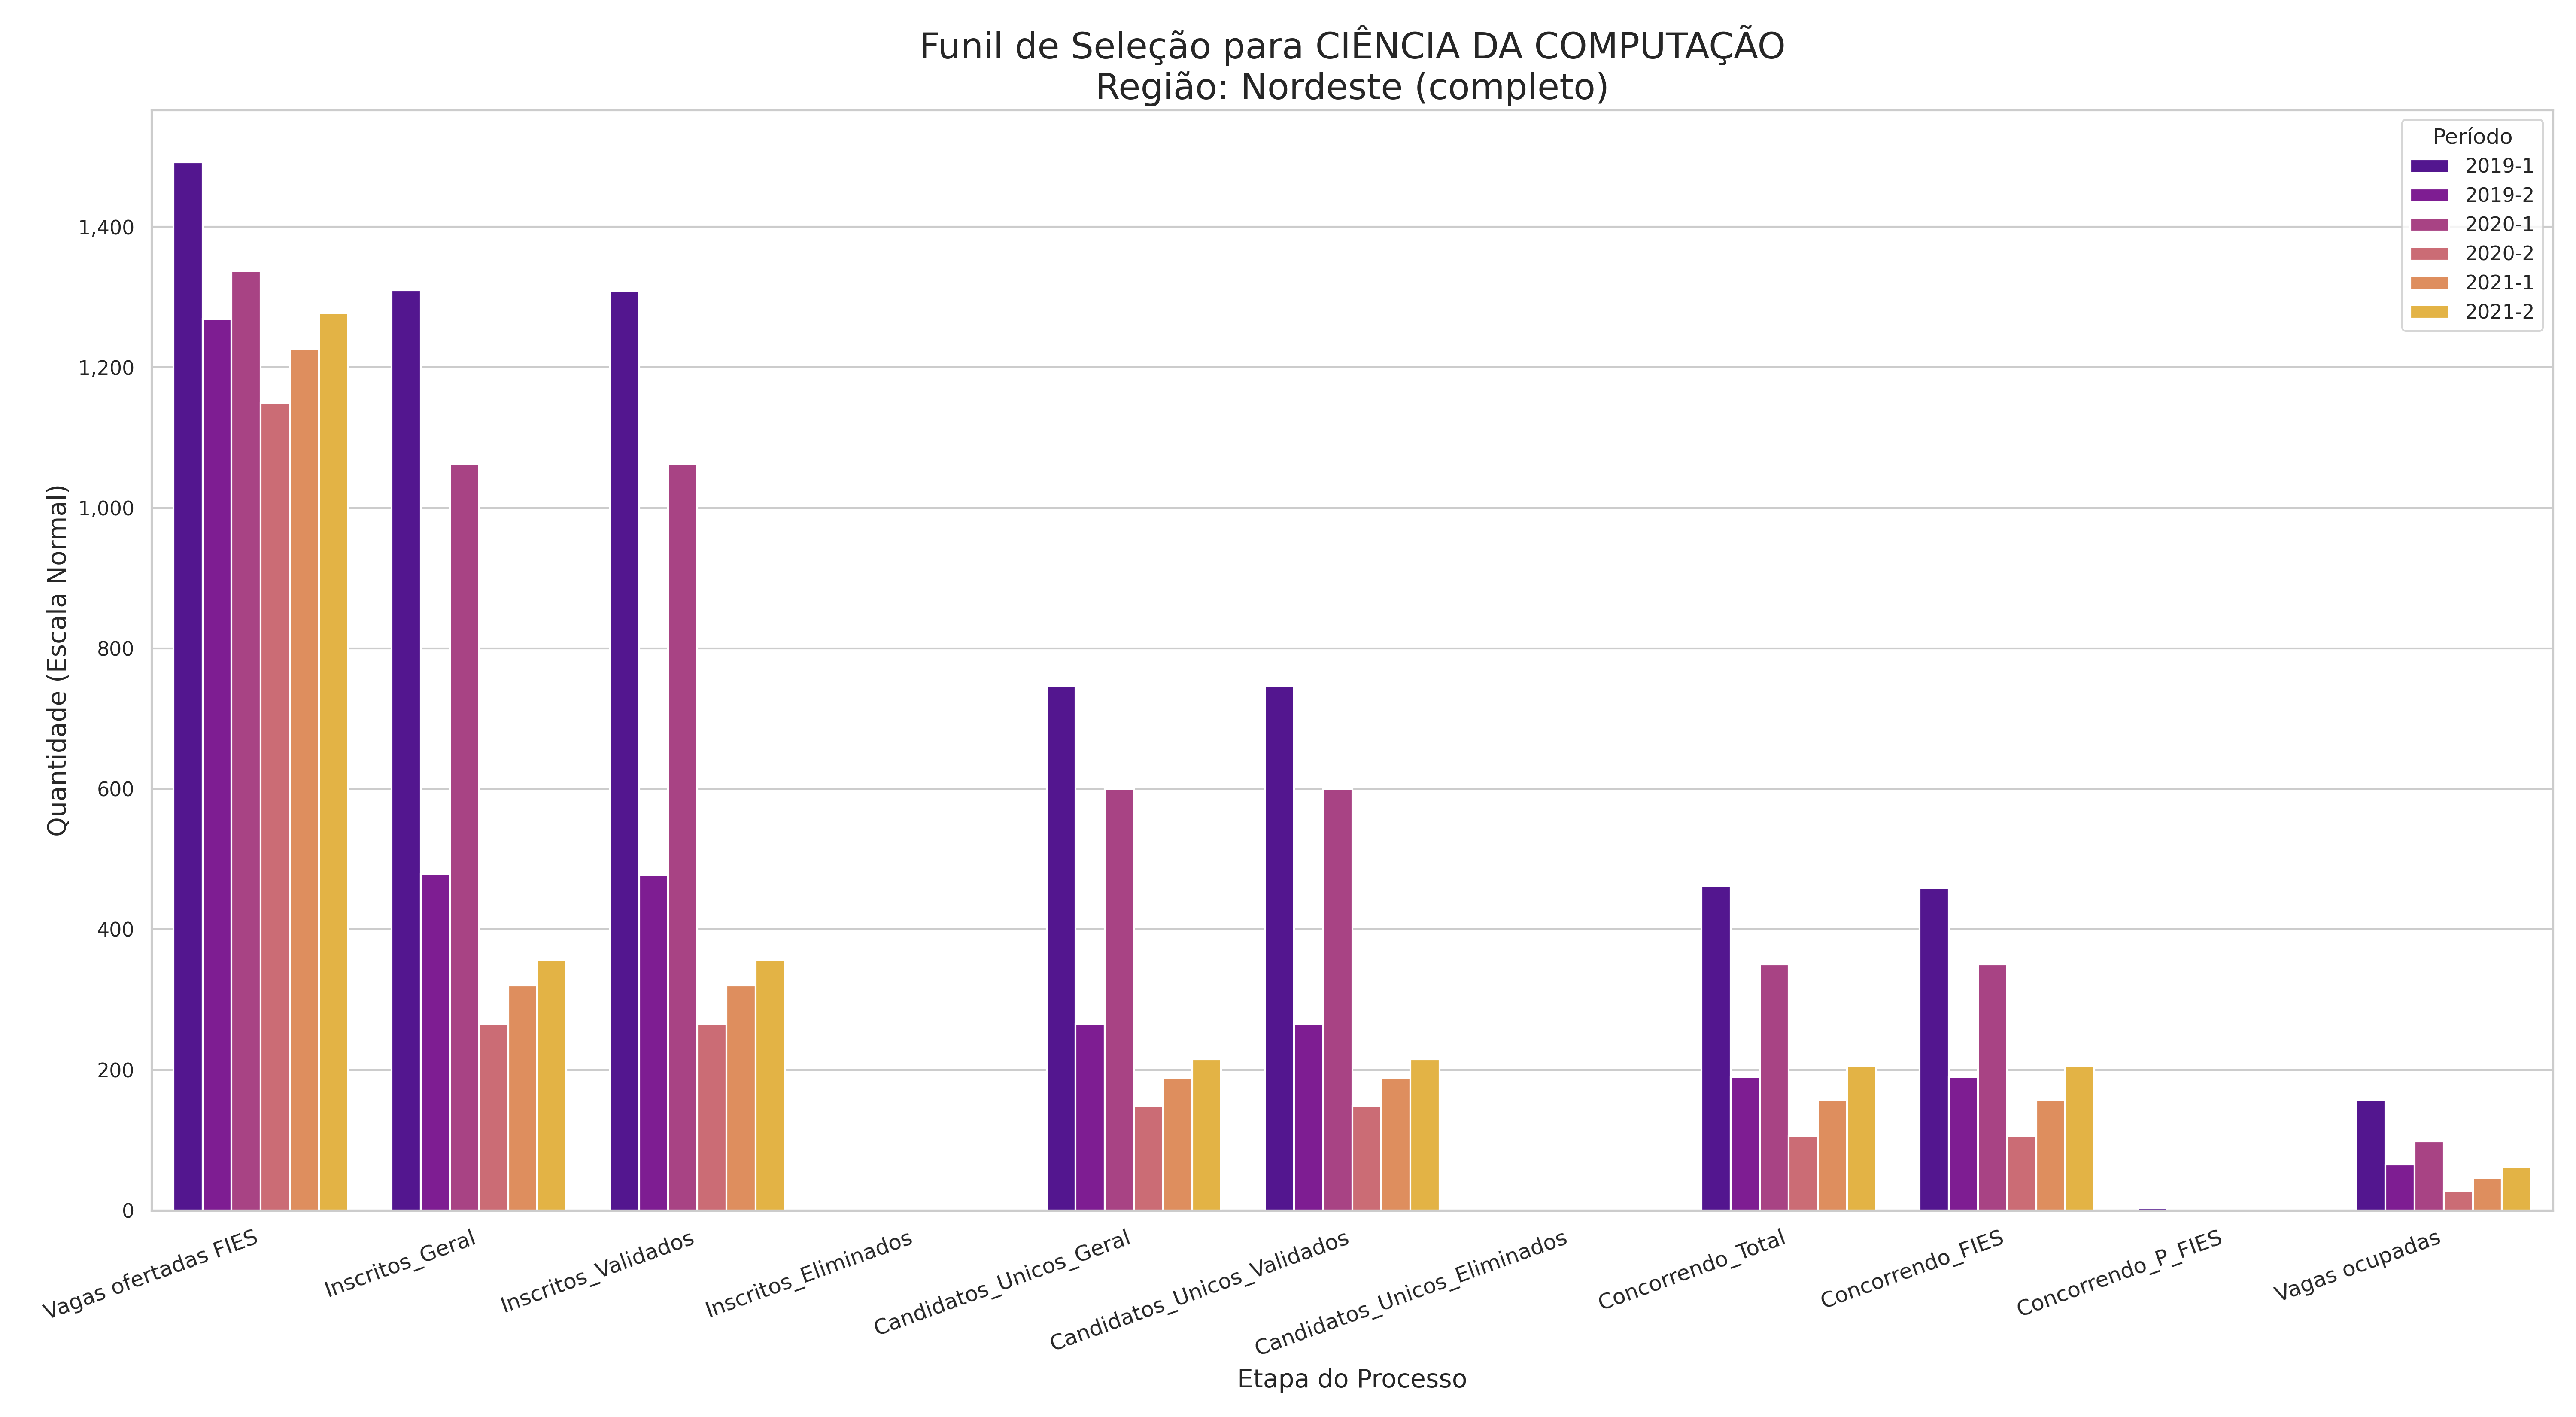 Funil de Seleção para CIÊNCIA DA COMPUTAÇÃO
Região: Nordeste (completo)
Período
2019-1
2019-2
2020-1
2020-2
2021-1
2021-2
Quantidade (Escala Normal)
1,400
1,200
1,000
800
600
400
200
0
Vagas ofertadas FIES
Inscritos_Geral
Inscritos_Validados
Inscritos_Eliminados
Candidatos_Unicos_Geral
Candidatos_Unicos_Validados
Candidatos_Unicos_Eliminados
Concorrendo_Total
Concorrendo_FIES
Concorrendo_P_FIES
Vagas ocupadas
Etapa do Processo